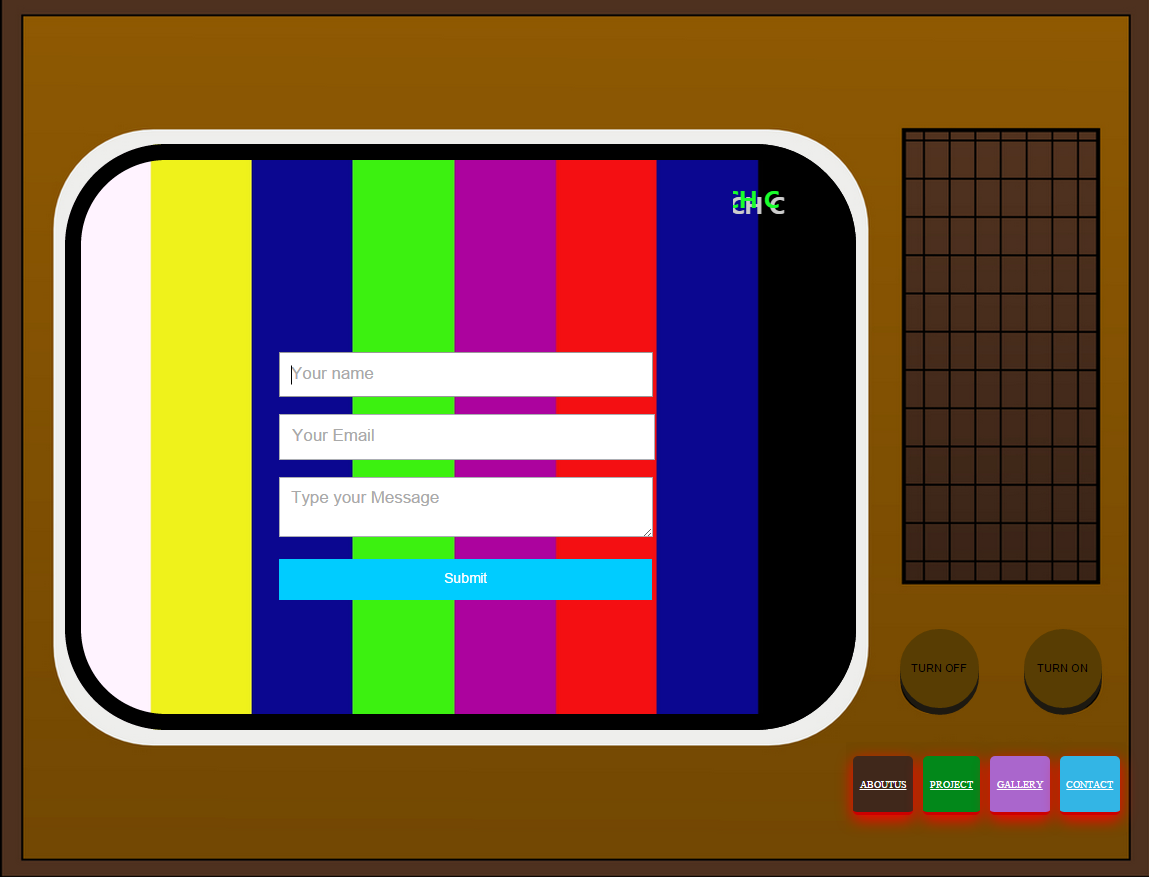 CH C
Your name
Your Email
Type your Message
Submit
TURN OFF TURN ON
ABOUTUS PROJECT GALLERY CONTACT